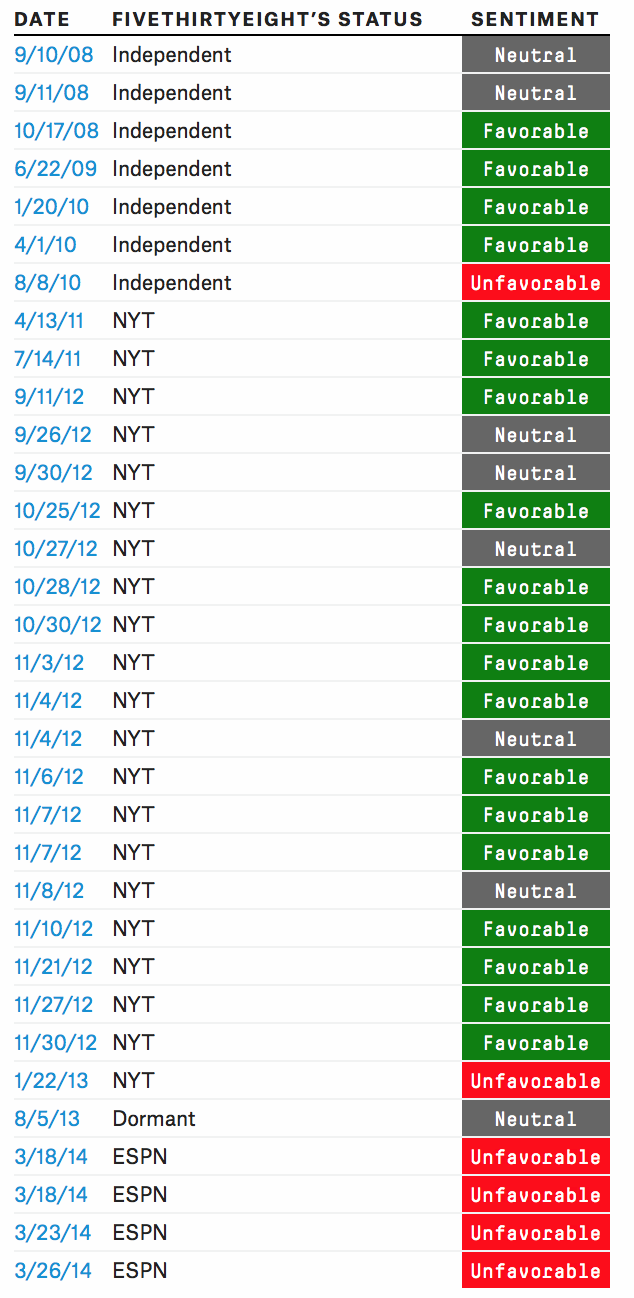 DATE FIVETHIRTYEIGHT'S STATUS SENTIMENT
9/10/08 Independent Neutral
9/11/08 Independent Neutral
10/17/08 Independent Favorable
6/22/09 Independent Favorable
1/20/10 Independent Favorable
4/1/10 Independent Favorable
8/8/10 Independent Unfavorable
4/13/11 NYT Favorable
7/14/11 NYT Favorable
9/11/12 NYT Favorable
9/26/12 NYT Neutral
9/30/12 NYT Neutral
10/25/12 NYT Favorable
10/27/12 NYT Neutral
10/28/12 NYT Favorable
10/30/12 NYT Favorable
11/3/12 NYT Favorable
11/4/12 NYT Favorable
11/4/12 NYT Neutral
11/6/12 NYT Favorable
11/7/12 NYT Favorable
11/7/12 NYT Favorable
11/8/12 NYT Neutral
11/10/12 NYT Favorable
11/21/12 NYT Favorable
11/27/12 NYT Favorable
11/30/12 NYT Favorable
1/22/13 NYT Unfavorable
8/5/13 Dormant Neutral
3/18/14 ESPN Unfavorable
3/18/14 ESPN Unfavorable
3/23/14 ESPN Unfavorable
3/26/14 ESPN Unfavorable